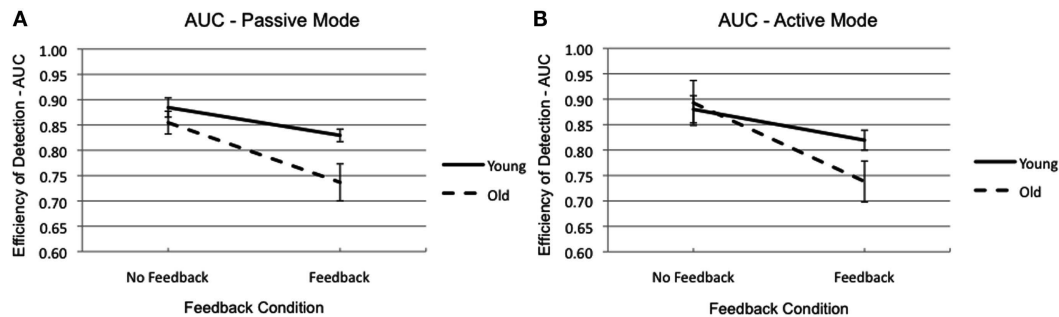 A
AUC - Passive Mode
Efficiency of Detection - AUC
1.00
0.95
0.90
0.85
0.80
0.75
0.70
0.65
0.60
No Feedback
Feedback
Feedback Condition
Young
Old
B
AUC - Active Mode
Efficiency of Detection - AUC
1.00
0.95
0.90
0.85
0.80
0.75
0.70
0.65
0.60
No Feedback
Feedback
Feedback Condition
Young
Old